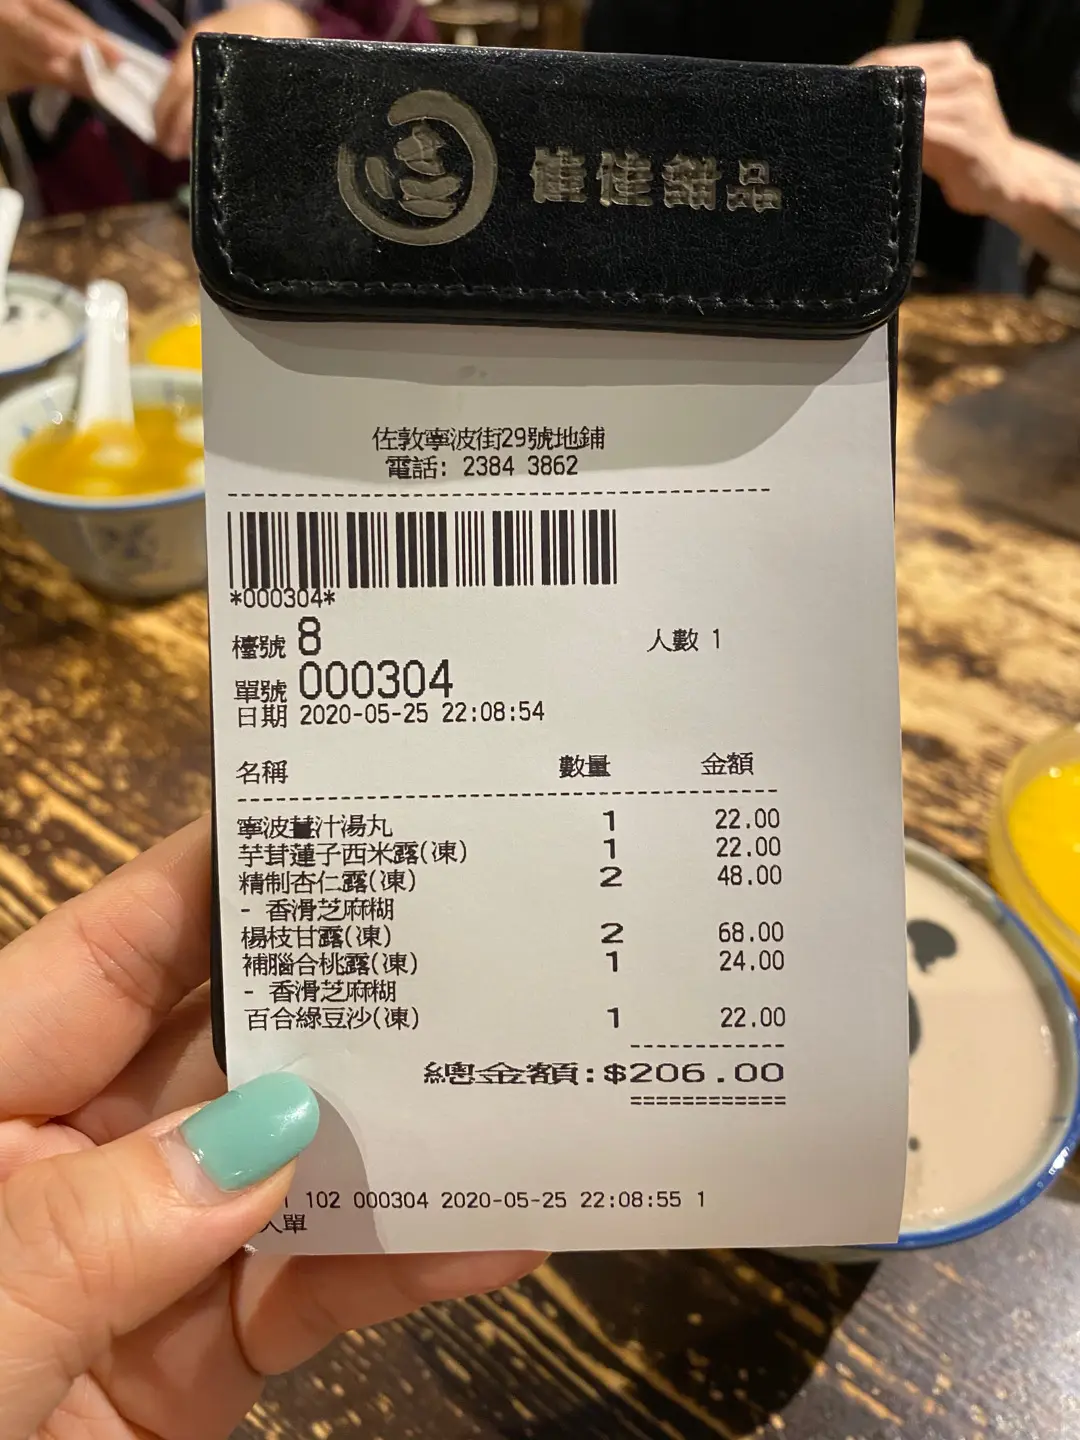 佳佳甜品
佐敦寧波街29號地鋪
電話: 2384 3862
*000304*
檯號 8 人數 1
單號 000304
日期 2020-05-25 22:08:54
名稱 數量 金額
寧波薑汁湯丸 1 22.00
芋茸蓮子西米露(凍) 1 22.00
精制杏仁露(凍) 2 48.00
- 香滑芝麻糊
楊枝甘露(凍) 2 68.00
補腦合桃露(凍) 1 24.00
- 香滑芝麻糊
百合綠豆沙(凍) 1 22.00
總金額:$206.00
102 000304 2020-05-25 22:08:55 1
單